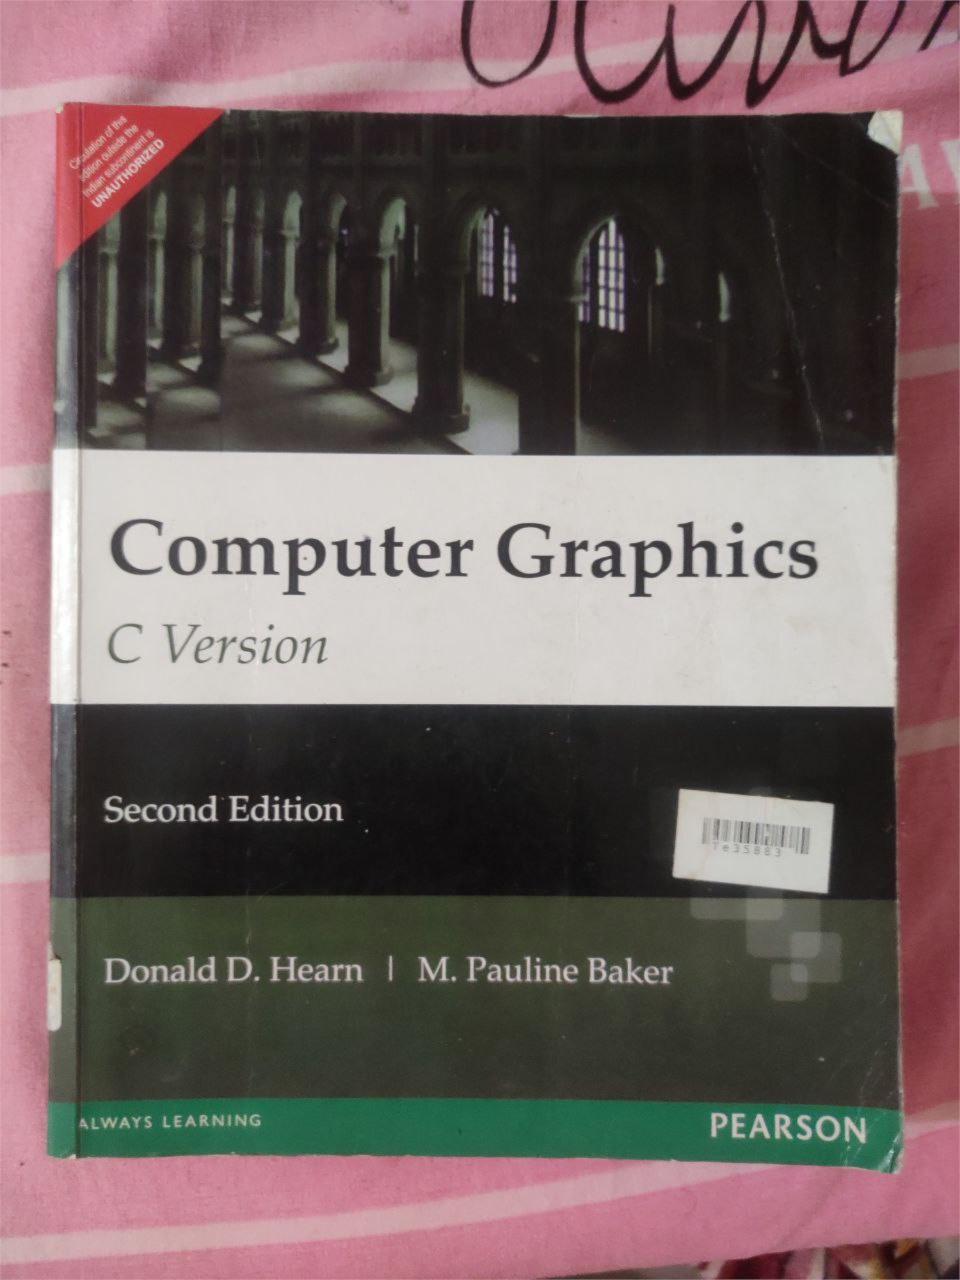 Circulation of this
edition outside the
Indian subcontinent is
UNAUTHORIZED
Computer Graphics
C Version
Second Edition
Donald D. Hearn | M. Pauline Baker
ALWAYS LEARNING
PEARSON